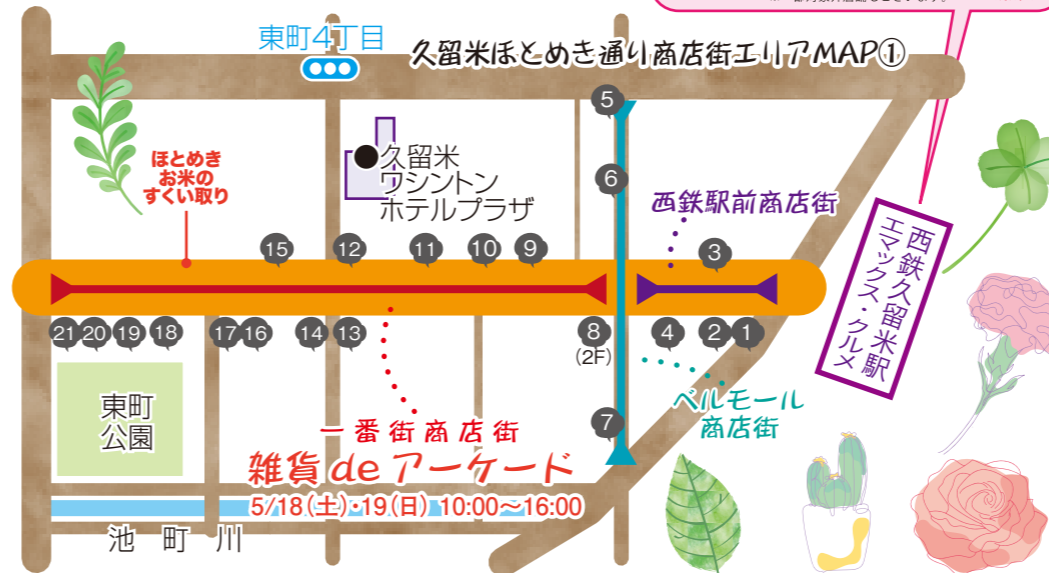 東町4丁目
久留米ほとめき通り商店街エリアMAP①
ほとめき
お米の
すくい取り
久留米
ワシントン
ホテルプラザ
西鉄駅前商店街
西鉄久留米駅
エマックス・クルメ
5
6
15
12
11
10
9
3
21
20
19
18
17
16
14
13
8
(2F)
4
2
1
7
東町
公園
ベルモール
商店街
一番街商店街
雑貨deアーケード
5/18(土)・19(日) 10:00〜16:00
池町川